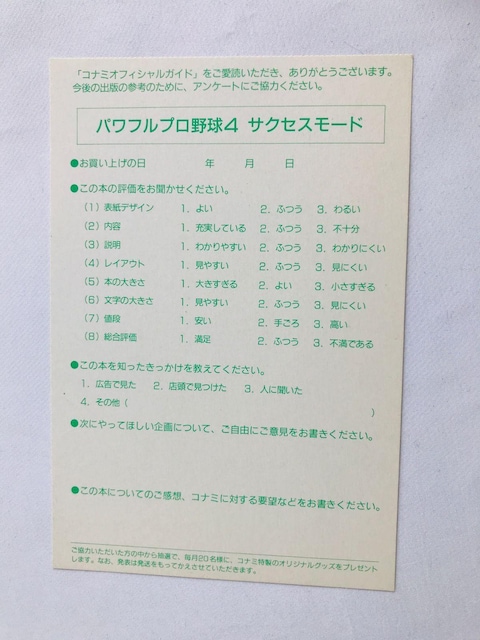 「コナミオフィシャルガイド」をご愛読いただき、ありがとうございます。
今後の出版の参考のために、アンケートにご協力ください。
パワフルプロ野球4 サクセスモード
●お買い上げの日 年 月 日
●この本の評価をお聞かせください。
(1)表紙デザイン 1．よい 2．ふつう 3．わるい
(2)内容 1．充実している 2．ふつう 3．不十分
(3)説明 1．わかりやすい 2．ふつう 3．わかりにくい
(4)レイアウト 1．見やすい 2．ふつう 3．見にくい
(5)本の大きさ 1．大きすぎる 2．よい 3．小さすぎる
(6)文字の大きさ 1．見やすい 2．ふつう 3．見にくい
(7)値段 1．安い 2．手ごろ 3．高い
(8)総合評価 1．満足 2．ふつう 3．不満である
●この本を知ったきっかけを教えてください。
1．広告で見た 2．店頭で見つけた 3．人に聞いた
4．その他（ ）
●次にやってほしい企画について、ご自由にご意見をお書きください。
●この本についてのご感想、コナミに対する要望などをお書きください。
ご協力いただいた方の中から抽選で、毎月20名様に、コナミ特製のオリジナルグッズをプレゼント
します。なお、発表は発送をもってかえさせていただきます。